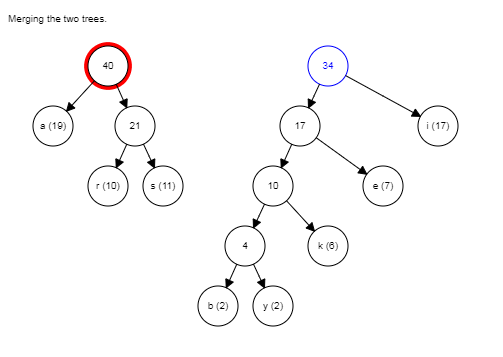 Merging the two trees.
40
34
a (19)
21
17
i (17)
r (10)
s (11)
10
e (7)
4
k (6)
b (2)
y (2)